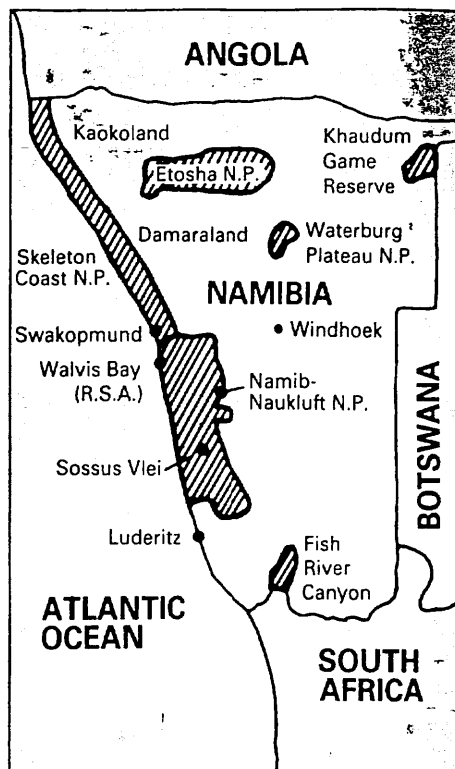 ANGOLA
Kaokoland
Khaudum
Game
Reserve
Etosha N.P.
Damaraland
Waterburg
Plateau N.P.
Skeleton
Coast N.P.
NAMIBIA
Swakopmund
Windhoek
Walvis Bay
(R.S.A.)
Namib-
Naukluft N.P.
BOTSWANA
Sossus Vlei
Luderitz
Fish
River
Canyon
ATLANTIC
OCEAN
SOUTH
AFRICA